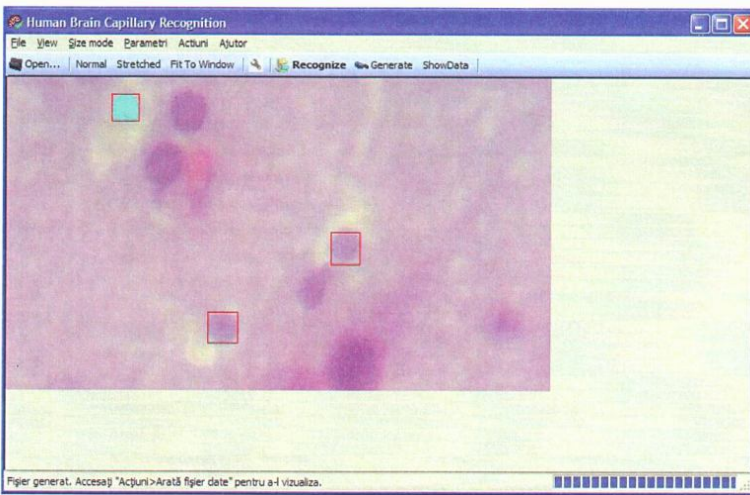 Human Brain Capillary Recognition
File View Size mode Parametri Actiuni Ajutor
Open... Normal Stretched Fit To Window Recognize Generate ShowData
Fişier generat. Accesaţi "Acţiuni>Arată fişier date" pentru a-l vizualiza.